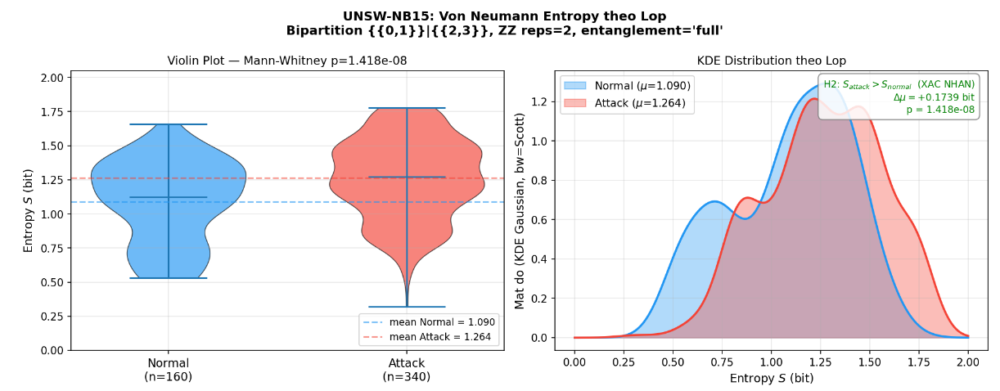 UNSW-NB15: Von Neumann Entropy theo Lop
Bipartition {{0,1}}|{{2,3}}, ZZ reps=2, entanglement='full'
Violin Plot — Mann-Whitney p=1.418e-08
Entropy S (bit)
2.00
1.75
1.50
1.25
1.00
0.75
0.50
0.25
0.00
Normal
(n=160)
Attack
(n=340)
mean Normal = 1.090
mean Attack = 1.264
KDE Distribution theo Lop
Mat do (KDE Gaussian, bw=Scott)
1.2
1.0
0.8
0.6
0.4
0.2
0.0
Normal (μ=1.090)
Attack (μ=1.264)
H2: S_attack > S_normal (XAC NHAN)
Δμ = +0.1739 bit
p = 1.418e-08
0.00 0.25 0.50 0.75 1.00 1.25 1.50 1.75 2.00
Entropy S (bit)